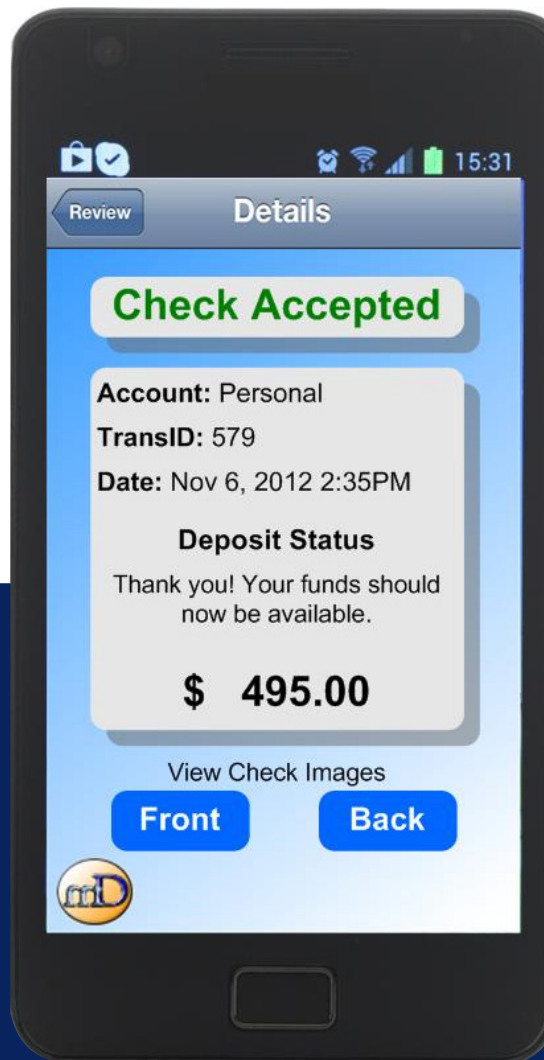 15:31
Review
Details
Check Accepted
Account: Personal
TransID: 579
Date: Nov 6, 2012 2:35PM
Deposit Status
Thank you! Your funds should
now be available.
$ 495.00
View Check Images
Front
Back
mD